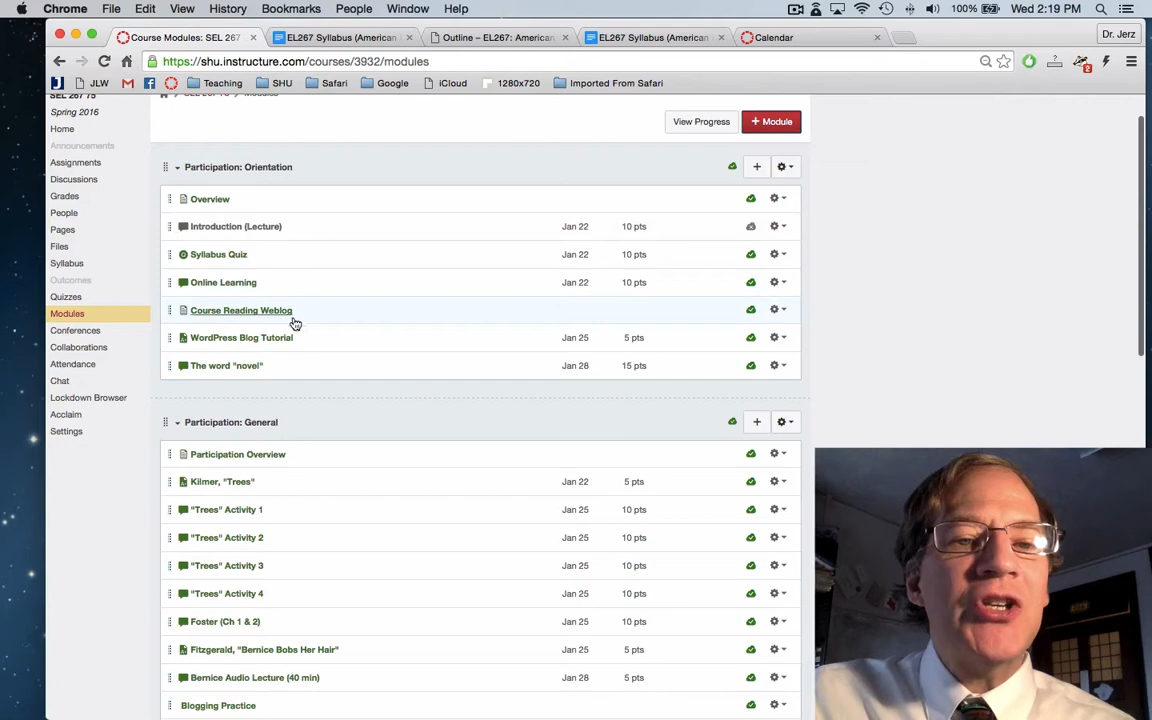 Chrome File Edit View History Bookmarks People Window Help 100% Wed 2:19 PM
Course Modules: SEL 267 EL267 Syllabus (American Outline – EL267: American EL267 Syllabus (American Calendar Dr. Jerz
https://shu.instructure.com/courses/3932/modules
JLW Teaching SHU Safari Google iCloud 1280x720 Imported From Safari
SEL 267 75 Modules
Spring 2016
View Progress + Module
Home
Announcements
Assignments
Discussions
Grades
People
Pages
Files
Syllabus
Outcomes
Quizzes
Modules
Conferences
Collaborations
Attendance
Chat
Lockdown Browser
Acclaim
Settings
Participation: Orientation
Overview
Introduction (Lecture) Jan 22 10 pts
Syllabus Quiz Jan 22 10 pts
Online Learning Jan 22 10 pts
Course Reading Weblog
WordPress Blog Tutorial Jan 25 5 pts
The word "novel" Jan 28 15 pts
Participation: General
Participation Overview
Kilmer, "Trees" Jan 22 5 pts
"Trees" Activity 1 Jan 25 10 pts
"Trees" Activity 2 Jan 25 10 pts
"Trees" Activity 3 Jan 25 10 pts
"Trees" Activity 4 Jan 25 10 pts
Foster (Ch 1 & 2) Jan 25 10 pts
Fitzgerald, "Bernice Bobs Her Hair" Jan 25 5 pts
Bernice Audio Lecture (40 min) Jan 28 10 pts
Blogging Practice